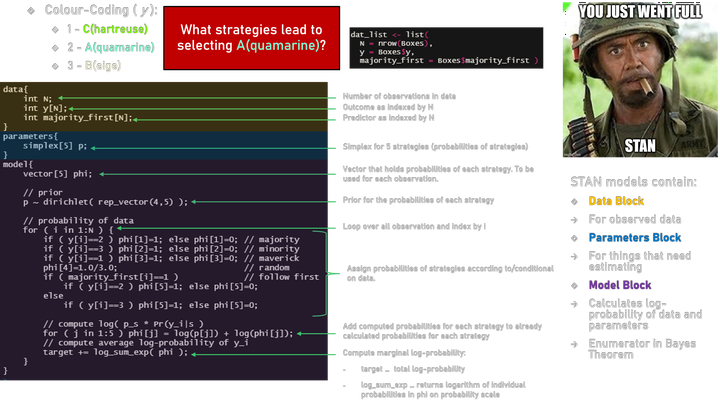 ❖ Colour-Coding ( y ):
❖ 1 – C(hartreuse)
❖ 2 – A(quamarine)
❖ 3 – B(eige)
What strategies lead to
selecting A(quamarine)?
dat_list <- list(
N = nrow(Boxes),
y = Boxes$y,
majority_first = Boxes$majority_first )
YOU JUST WENT FULL
STAN
data{
int N;
int y[N];
int majority_first[N];
}
parameters{
simplex[5] p;
}
model{
vector[5] phi;
// prior
p ~ dirichlet( rep_vector(4,5) );
// probability of data
for ( i in 1:N ) {
if ( y[i]==2 ) phi[1]=1; else phi[1]=0; // majority
if ( y[i]==3 ) phi[2]=1; else phi[2]=0; // minority
if ( y[i]==1 ) phi[3]=1; else phi[3]=0; // maverick
phi[4]=1.0/3.0; // random
if ( majority_first[i]==1 ) // follow first
if ( y[i]==2 ) phi[5]=1; else phi[5]=0;
else
if ( y[i]==3 ) phi[5]=1; else phi[5]=0;
// compute log( p_s * Pr(y_i|s )
for ( j in 1:5 ) phi[j] = log(p[j]) + log(phi[j]);
// compute average log-probability of y_i
target += log_sum_exp( phi );
}
}
Number of observations in data
Outcome as indexed by N
Predictor as indexed by N
Simplex for 5 strategies (probabilities of strategies)
Vector that holds probabilities of each strategy. To be
used for each observation.
Prior for the probabilities of each strategy
Loop over all observation and index by i
Assign probabilities of strategies according to/conditional
on data.
Add computed probabilities for each strategy to already
calculated probabilities for each strategy
Compute marginal log-probability:
- target … total log-probability
- log_sum_exp … returns logarithm of individual
probabilities in phi on probability scale
STAN models contain:
❖ Data Block
→ For observed data
❖ Parameters Block
→ For things that need
estimating
❖ Model Block
→ Calculates log-
probability of data and
parameters
→ Enumerator in Bayes
Theorem